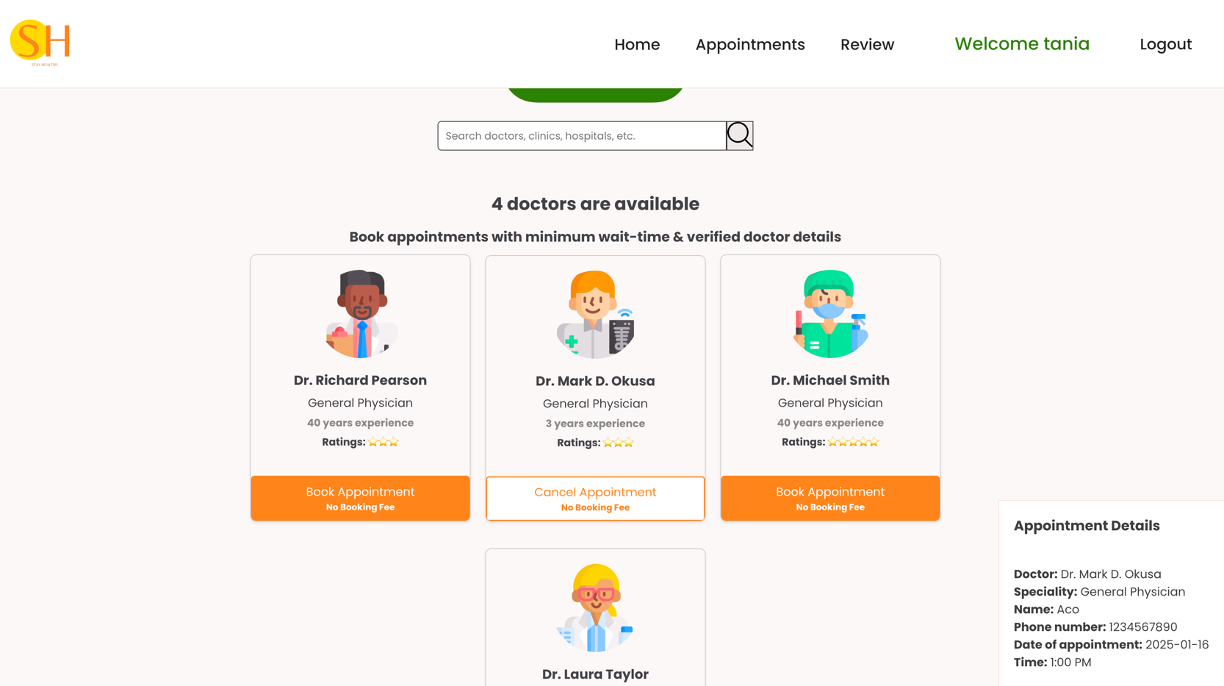 SH
STAY HEALTHY
Home
Appointments
Review
Welcome tania
Logout
Search doctors, clinics, hospitals, etc.
4 doctors are available
Book appointments with minimum wait-time & verified doctor details
Dr. Richard Pearson
General Physician
40 years experience
Ratings: ⭐⭐⭐
Book Appointment
No Booking Fee
Dr. Mark D. Okusa
General Physician
3 years experience
Ratings: ⭐⭐⭐
Cancel Appointment
No Booking Fee
Dr. Michael Smith
General Physician
40 years experience
Ratings: ⭐⭐⭐⭐⭐
Book Appointment
No Booking Fee
Dr. Laura Taylor
Appointment Details
Doctor: Dr. Mark D. Okusa
Speciality: General Physician
Name: Aco
Phone number: 1234567890
Date of appointment: 2025-01-16
Time: 1:00 PM